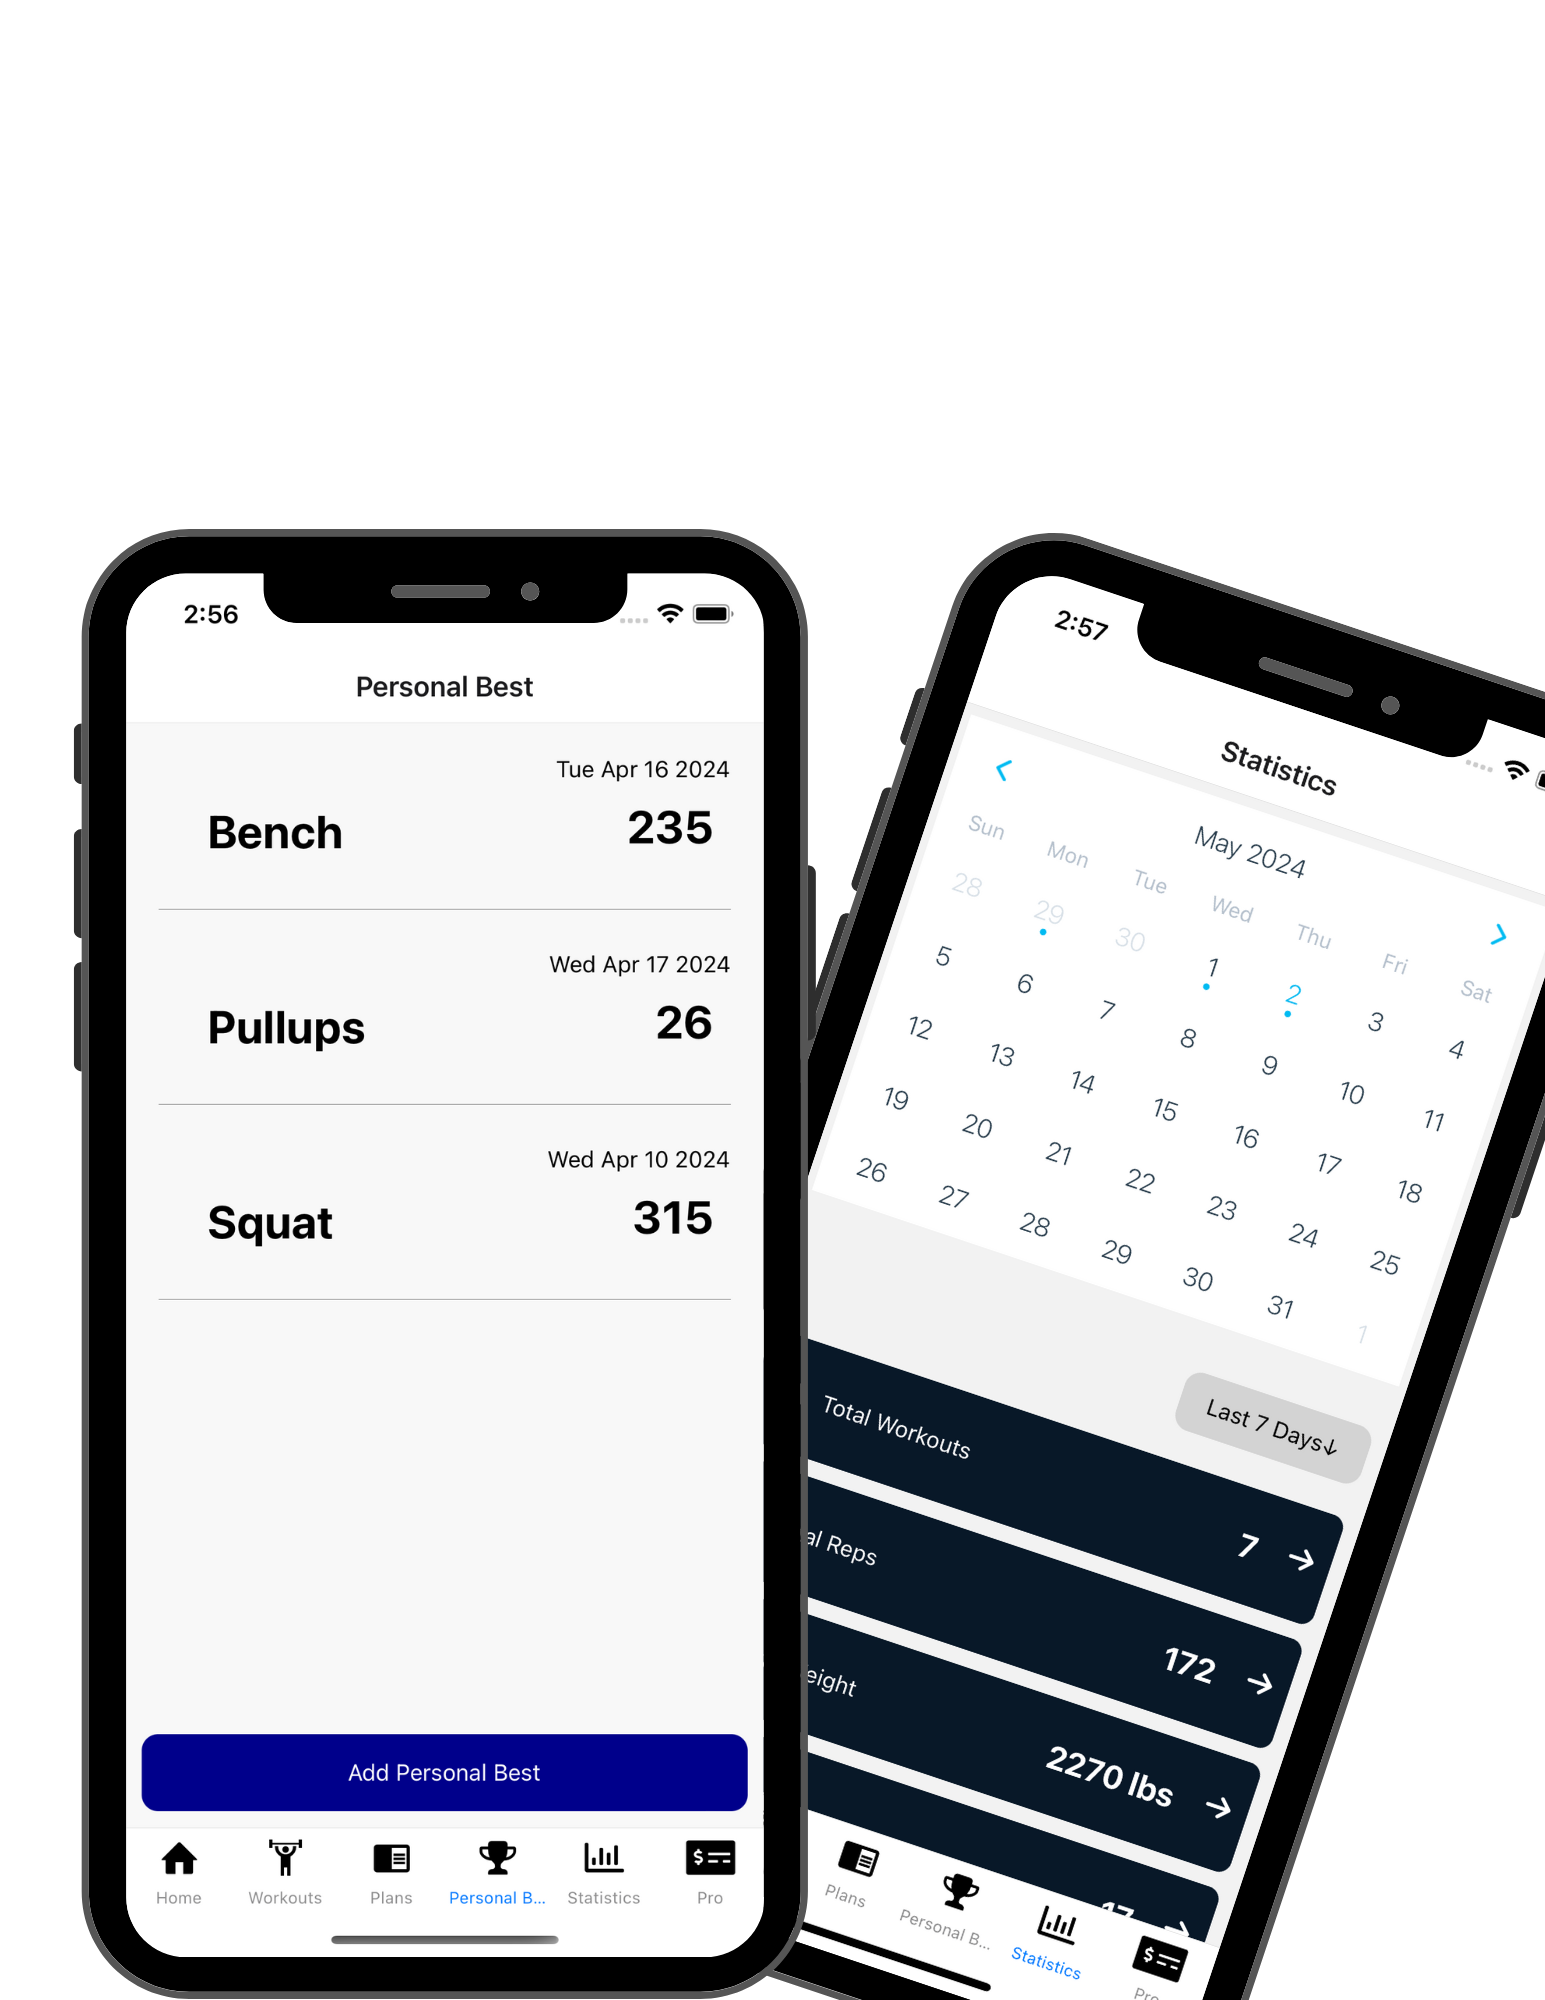 2:56
Personal Best
Tue Apr 16 2024
Bench 235
Wed Apr 17 2024
Pullups 26
Wed Apr 10 2024
Squat 315
Add Personal Best
Home Workouts Plans Personal B... Statistics Pro
2:57
Statistics
May 2024
Sun Mon Tue Wed Thu Fri Sat
28 29 30 1 2 3 4
5 6 7 8 9 10 11
12 13 14 15 16 17 18
19 20 21 22 23 24 25
26 27 28 29 30 31 1
Last 7 Days↓
Total Workouts 7
Reps 172
2270 lbs
Plans Personal B... Statistics